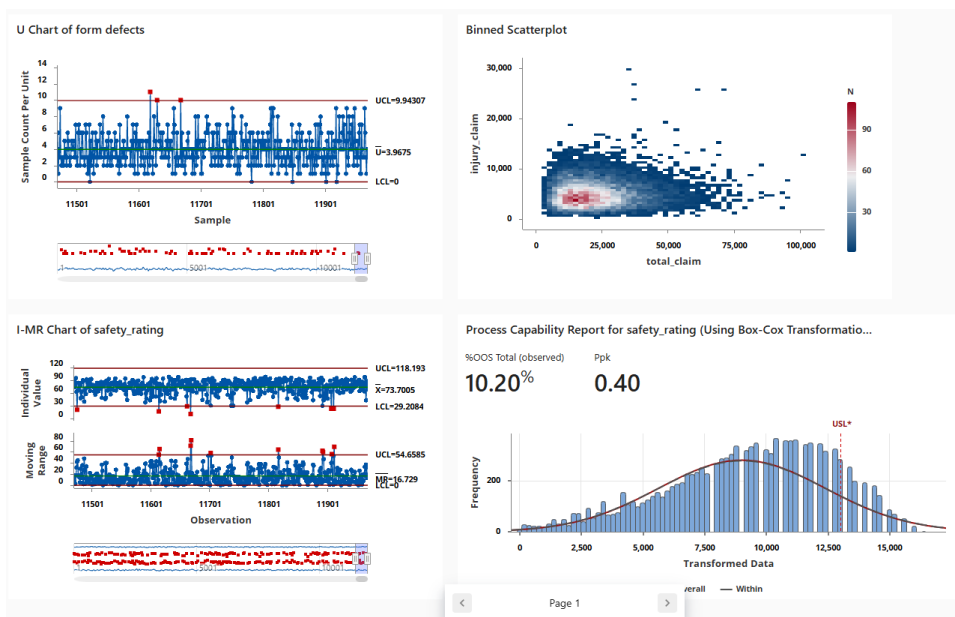 U Chart of form defects
Sample Count Per Unit
14
12
10
8
6
4
2
0
UCL=9.94307
U=3.9675
LCL=0
11501 11601 11701 11801 11901
Sample
1 5001 10001
Binned Scatterplot
injury_claim
30,000
20,000
10,000
0
0 25,000 50,000 75,000 100,000
total_claim
N
90
60
30
I-MR Chart of safety_rating
Individual
Value
120
90
60
30
0
UCL=118.193
X=73.7005
LCL=29.2084
Moving
Range
80
60
40
20
0
UCL=54.6585
MR=16.729
LCL=0
11501 11601 11701 11801 11901
Observation
1 5001 10001
Process Capability Report for safety_rating (Using Box-Cox Transformatio...
%OOS Total (observed) Ppk
10.20% 0.40
USL*
Frequency
200
0
0 2,500 5,000 7,500 10,000 12,500 15,000
Transformed Data
verall Within
Page 1